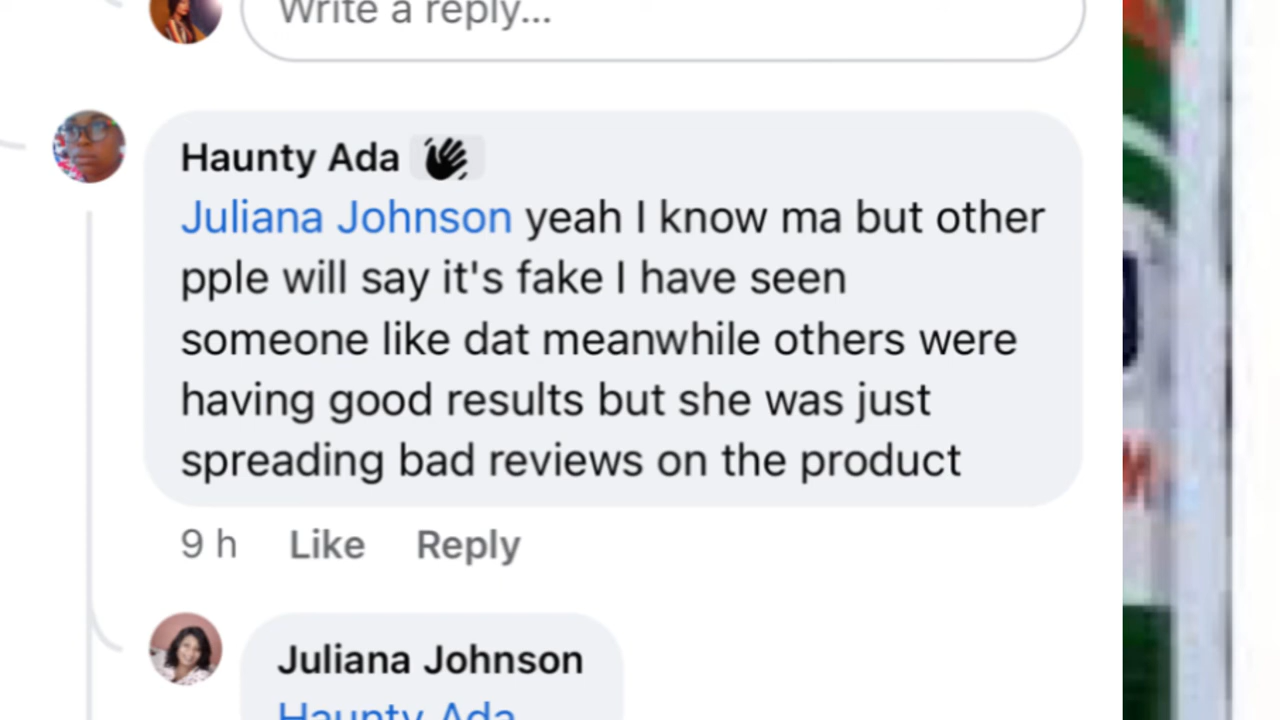 Write a reply...
Haunty Ada 👋
Juliana Johnson yeah I know ma but other
pple will say it's fake I have seen
someone like dat meanwhile others were
having good results but she was just
spreading bad reviews on the product
9 h Like Reply
Juliana Johnson
Haunty Ada